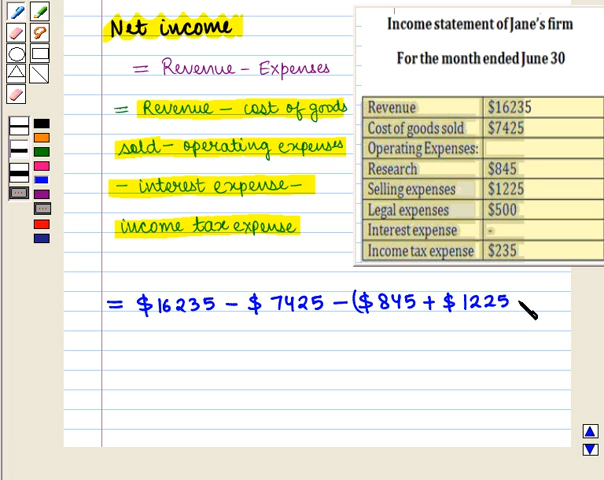 Net income
= Revenue - Expenses
= Revenue - cost of goods
sold - operating expenses
- interest expense -
income tax expense
= $16235 - $ 7425 - ($ 845 + $ 1225
Income statement of Jane's firm
For the month ended June 30
Revenue $16235
Cost of goods sold $7425
Operating Expenses:
Research $845
Selling expenses $1225
Legal expenses $500
Interest expense -
Income tax expense $235